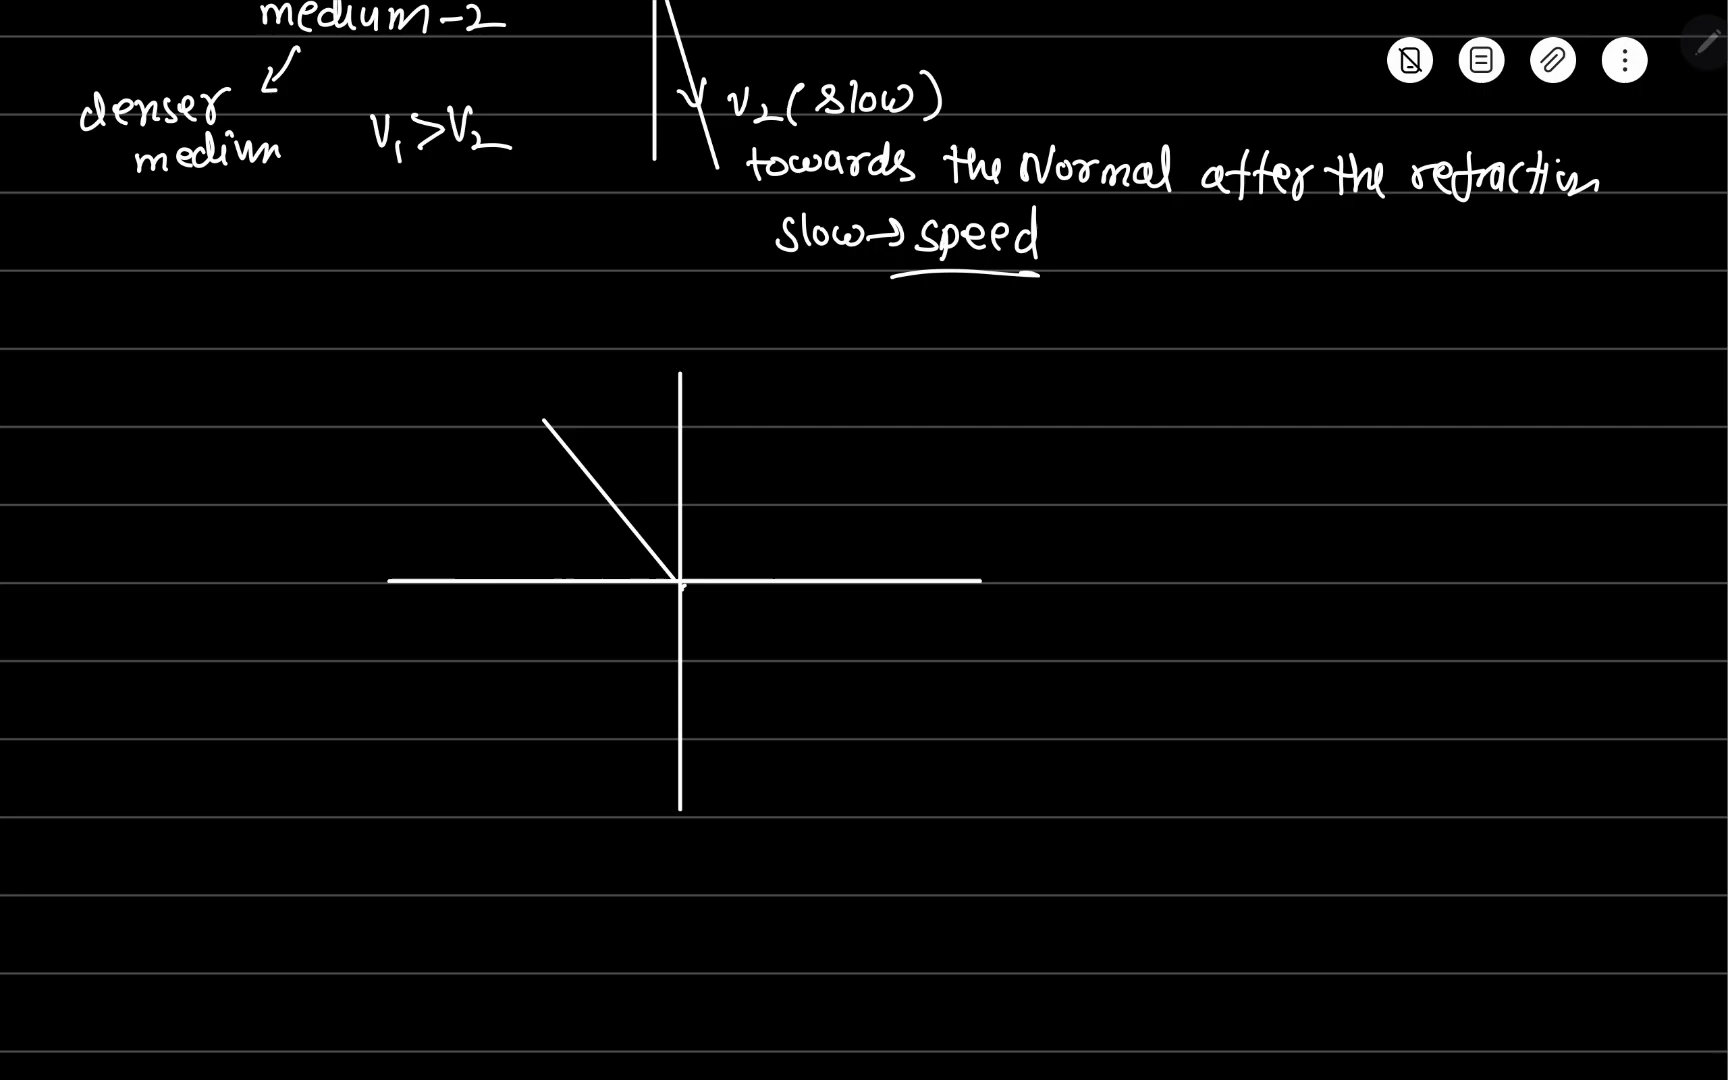 medium-2
denser
medium
V₁>V₂
v₂(slow)
towards the Normal after the refraction
slow→speed